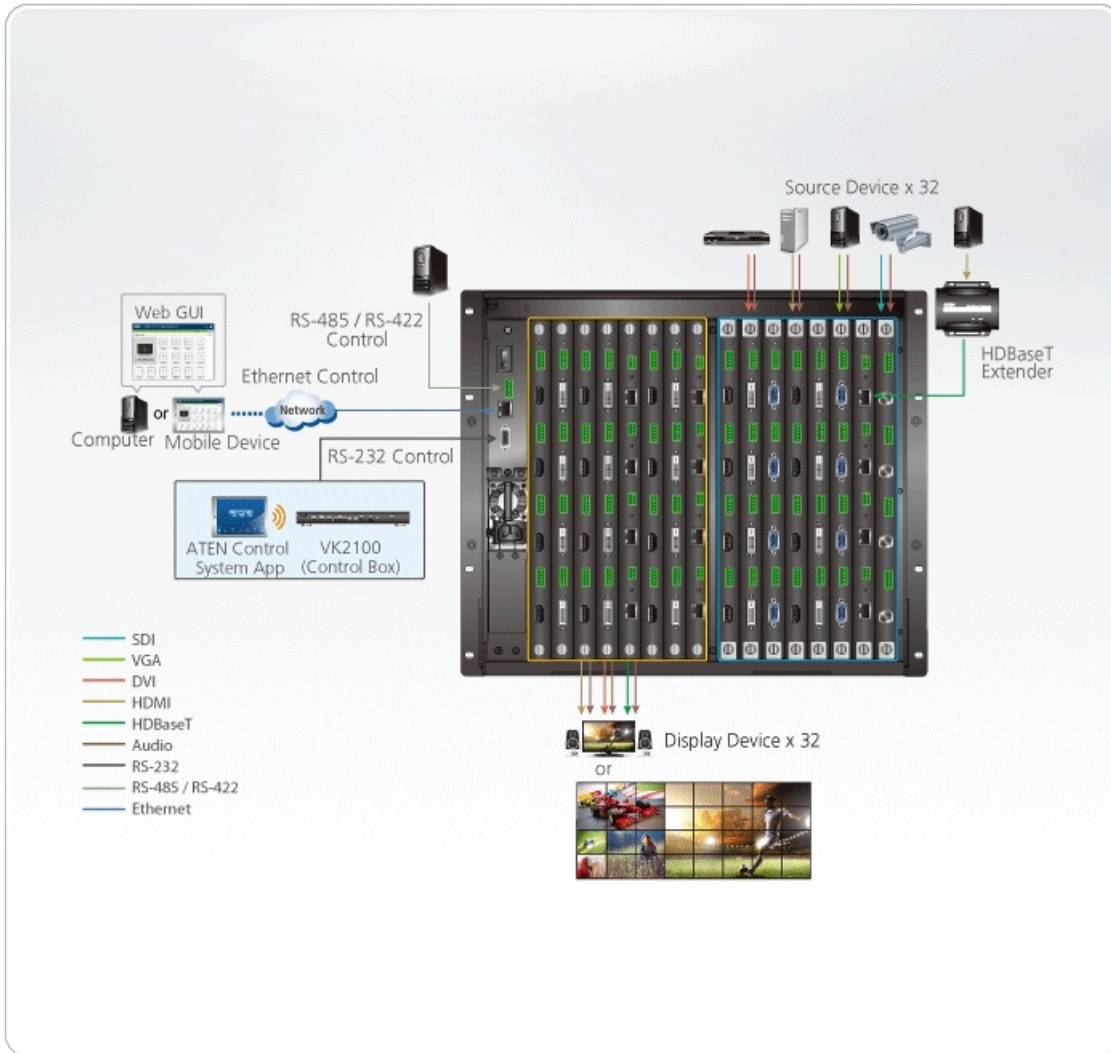 Source Device x 32
Web GUI
RS-485 / RS-422
Control
HDBaseT
Extender
Ethernet Control
Computer
or
Mobile Device
Network
RS-232 Control
ATEN Control
System App
VK2100
(Control Box)
SDI
VGA
DVI
HDMI
HDBaseT
Audio
RS-232
RS-485 / RS-422
Ethernet
Display Device x 32
or